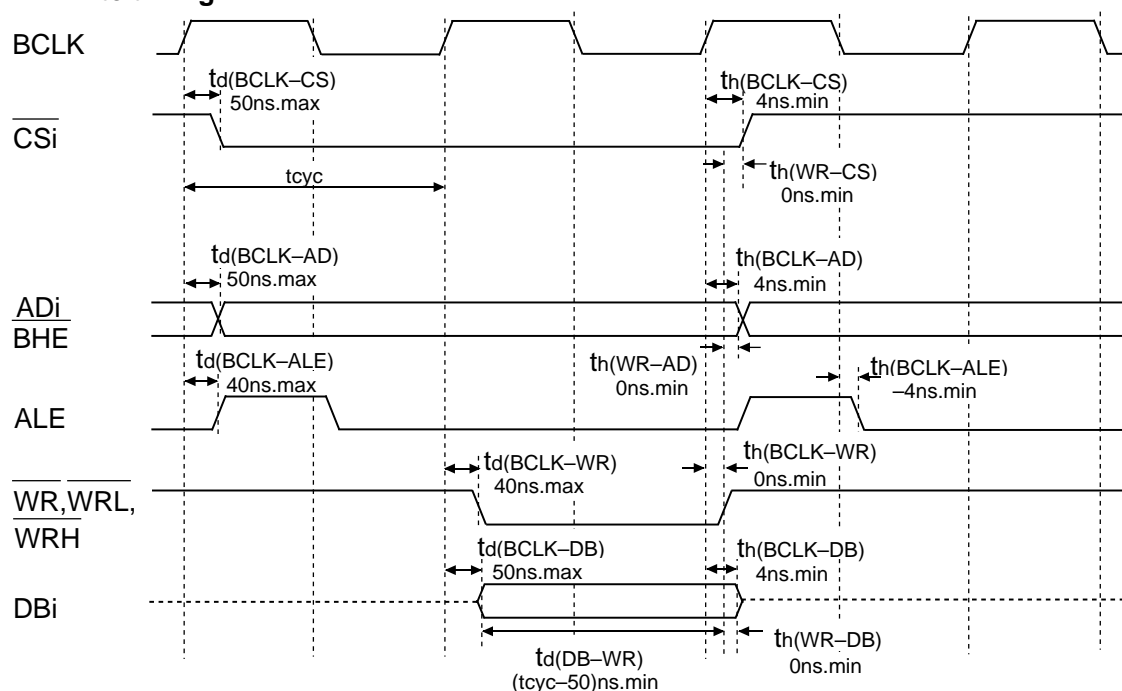 BCLK
td(BCLK–CS)
50ns.max
th(BCLK–CS)
4ns.min
CSi
th(WR–CS)
0ns.min
tcyc
td(BCLK–AD)
50ns.max
th(BCLK–AD)
4ns.min
ADi
BHE
td(BCLK–ALE)
40ns.max
th(WR–AD)
0ns.min
th(BCLK–ALE)
–4ns.min
ALE
td(BCLK–WR)
40ns.max
th(BCLK–WR)
0ns.min
WR,WRL,
WRH
td(BCLK–DB)
50ns.max
th(BCLK–DB)
4ns.min
DBi
td(DB–WR)
(tcyc–50)ns.min
th(WR–DB)
0ns.min